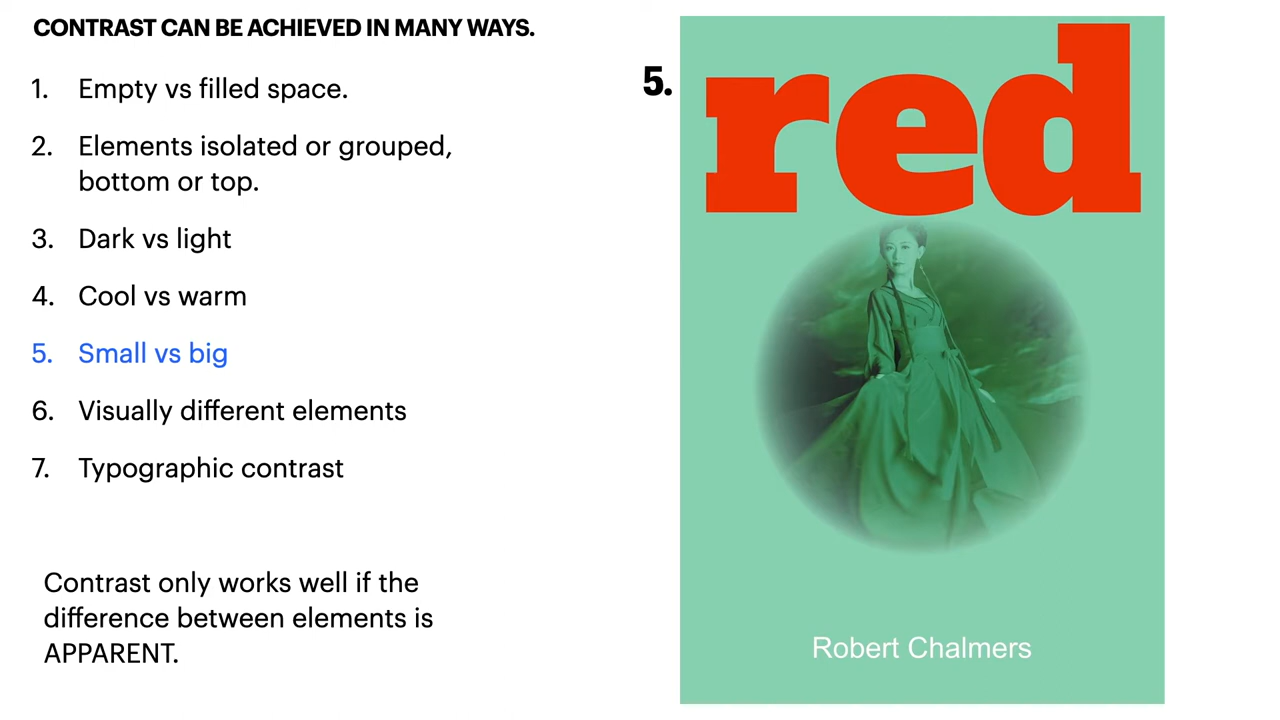 CONTRAST CAN BE ACHIEVED IN MANY WAYS.
1. Empty vs filled space.
2. Elements isolated or grouped,
bottom or top.
3. Dark vs light
4. Cool vs warm
5. Small vs big
6. Visually different elements
7. Typographic contrast
Contrast only works well if the
difference between elements is
APPARENT.
5.
red
Robert Chalmers